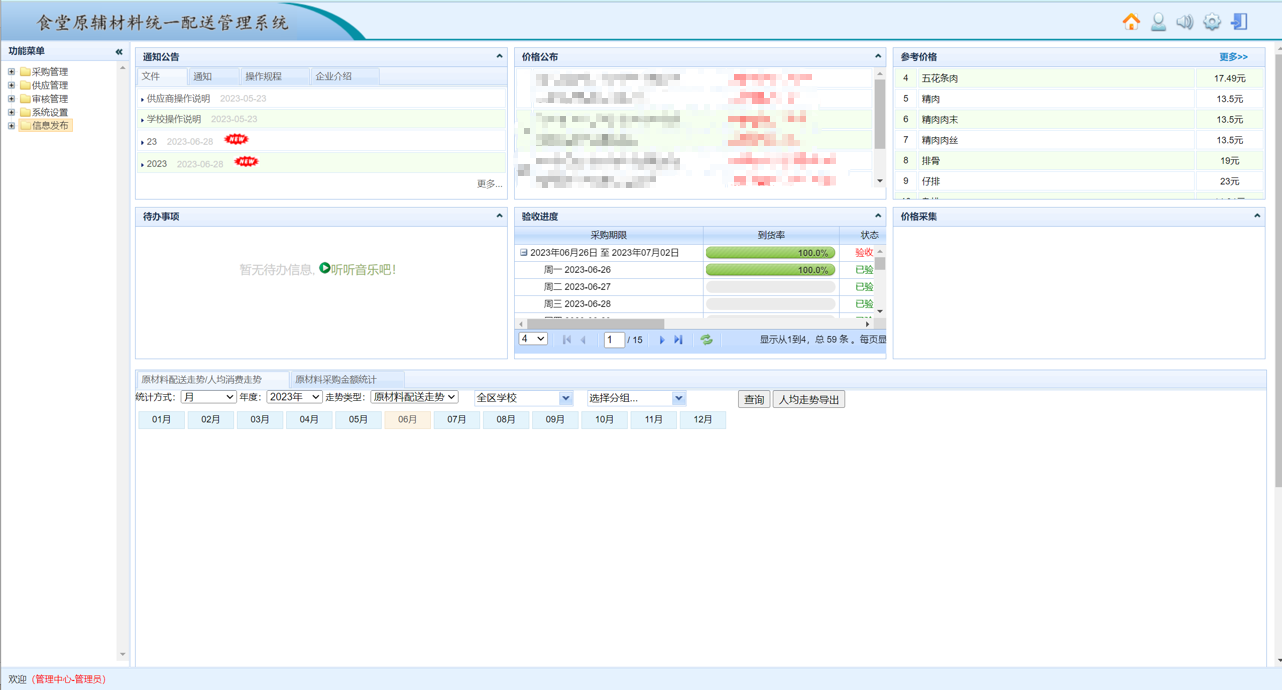 食堂原辅材料统一配送管理系统
功能菜单 «
采购管理
供应管理
审核管理
系统设置
信息发布
通知公告
文件 通知 操作规程 企业介绍
供应商操作说明 2023-05-23
学校操作说明 2023-05-23
23 2023-06-28 NEW
2023 2023-06-28 NEW
更多...
价格公布
参考价格 更多>>
4 五花条肉 17.49元
5 精肉 13.5元
6 精肉肉末 13.5元
7 精肉肉丝 13.5元
8 排骨 19元
9 仔排 23元
待办事项
暂无待办信息, 听听音乐吧!
验收进度
采购期限 到货率 状态
2023年06月26日 至 2023年07月02日 100.0% 验收
周一 2023-06-26 100.0% 已验
周二 2023-06-27 已验
周三 2023-06-28 已验
4 1 / 15 显示从1到4, 总 59 条 。每页显
价格采集
原材料配送走势/人均消费走势 原材料采购金额统计
统计方式: 月 年度: 2023年 走势类型: 原材料配送走势 全区学校 选择分组... 查询 人均走势导出
01月 02月 03月 04月 05月 06月 07月 08月 09月 10月 11月 12月
欢迎 (管理中心-管理员)